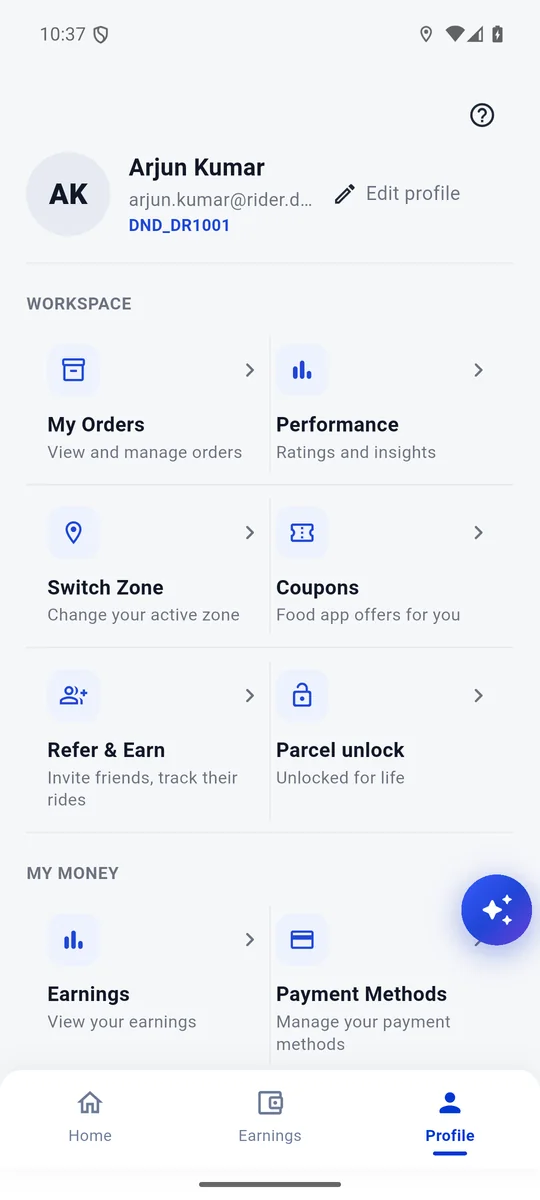 10:37
AK
Arjun Kumar
arjun.kumar@rider.d...
DND_DR1001
Edit profile
WORKSPACE
My Orders
View and manage orders
Performance
Ratings and insights
Switch Zone
Change your active zone
Coupons
Food app offers for you
Refer & Earn
Invite friends, track their
rides
Parcel unlock
Unlocked for life
MY MONEY
Earnings
View your earnings
Payment Methods
Manage your payment
methods
Home
Earnings
Profile